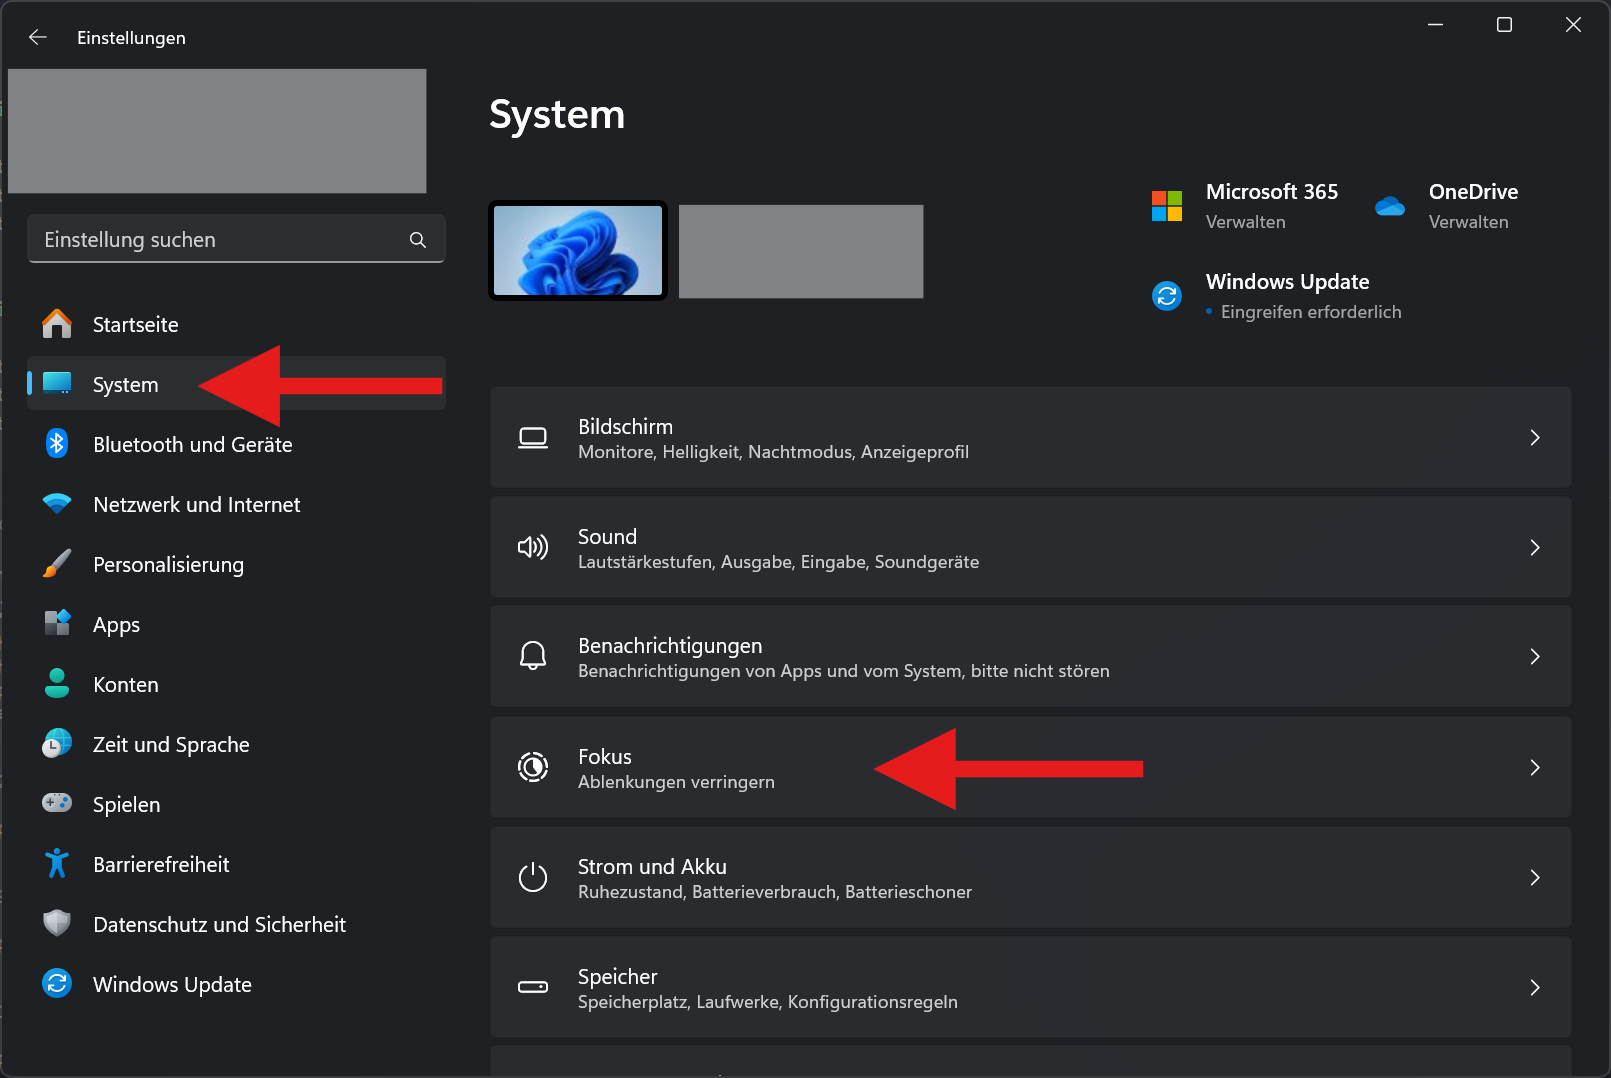 Einstellungen
Einstellung suchen
Startseite
System
Bluetooth und Geräte
Netzwerk und Internet
Personalisierung
Apps
Konten
Zeit und Sprache
Spielen
Barrierefreiheit
Datenschutz und Sicherheit
Windows Update
System
Microsoft 365
Verwalten
OneDrive
Verwalten
Windows Update
• Eingreifen erforderlich
Bildschirm
Monitore, Helligkeit, Nachtmodus, Anzeigeprofil
Sound
Lautstärkestufen, Ausgabe, Eingabe, Soundgeräte
Benachrichtigungen
Benachrichtigungen von Apps und vom System, bitte nicht stören
Fokus
Ablenkungen verringern
Strom und Akku
Ruhezustand, Batterieverbrauch, Batterieschoner
Speicher
Speicherplatz, Laufwerke, Konfigurationsregeln